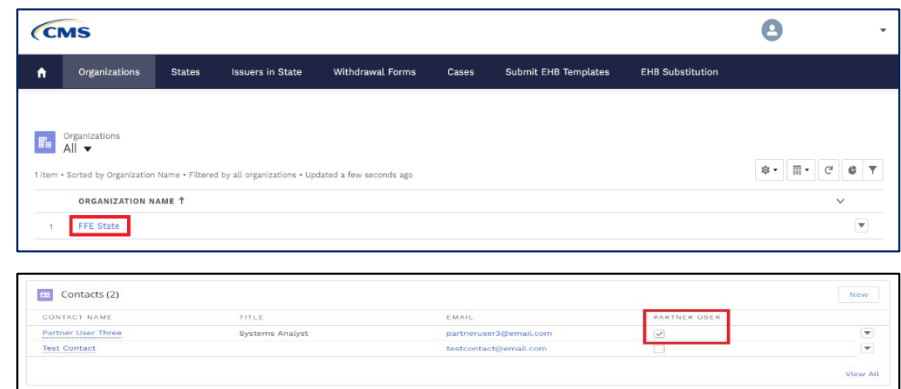 CMS
Organizations States Issuers in State Withdrawal Forms Cases Submit EHB Templates EHB Substitution
Organizations
All
1 item • Sorted by Organization Name • Filtered by all organizations • Updated a few seconds ago
ORGANIZATION NAME ↑
1 FFE State
Contacts (2) New
CONTACT NAME TITLE EMAIL PARTNER USER
Partner User Three Systems Analyst partneruser3@email.com
Test Contact testcontact@email.com
View All